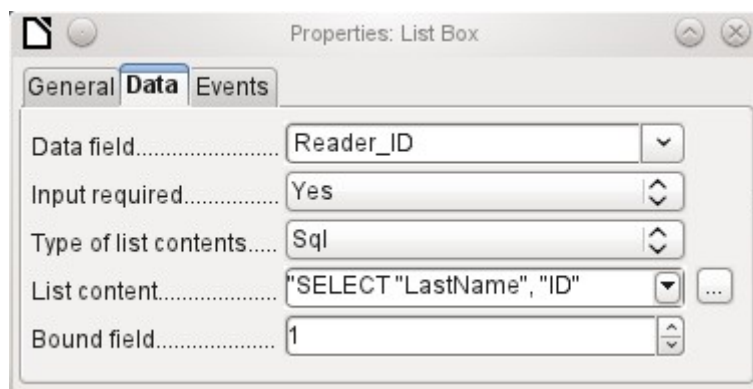 Properties: List Box
General Data Events
Data field........................ Reader_ID
Input required................ Yes
Type of list contents..... Sql
List content.................... "SELECT "LastName", "ID" ...
Bound field.................... 1